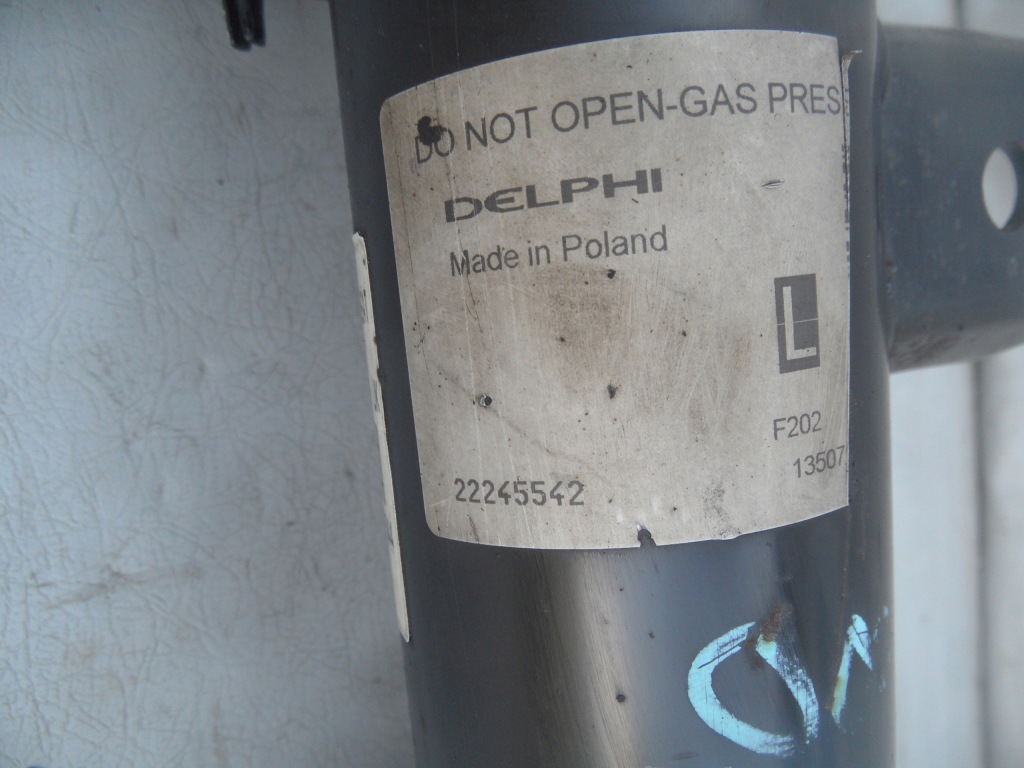 DO NOT OPEN-GAS PRES
DELPHI
Made in Poland
L
F202
13507
22245542